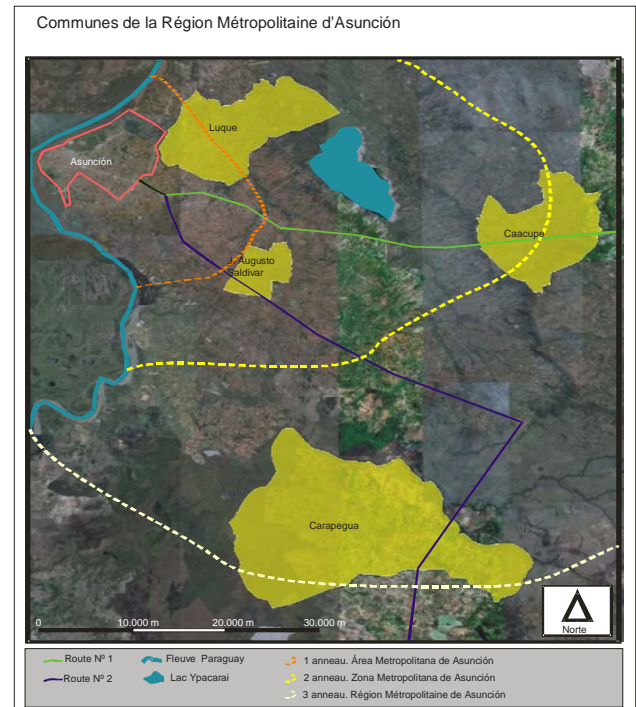 Communes de la Région Métropolitaine d'Asunción
Luque
Asunción
Caacupe
J. Augusto
Saldivar
Carapegua
0 10.000 m 20.000 m 30.000 m
Norte
Route Nº 1
Fleuve Paraguay
1 anneau. Área Metropolitana de Asunción
Route Nº 2
Lac Ypacarai
2 anneau. Zona Metropolitana de Asunción
3 anneau. Région Métropolitaine de Asunción